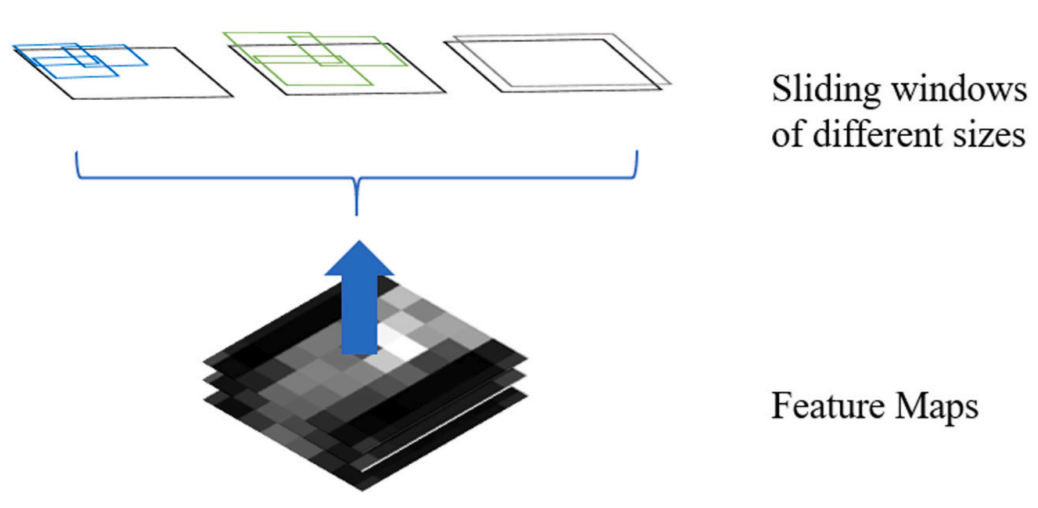 Sliding windows
of different sizes
Feature Maps